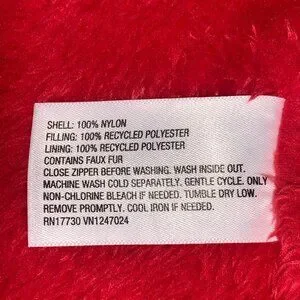 SHELL: 100% NYLON
FILLING: 100% RECYCLED POLYESTER
LINING: 100% RECYCLED POLYESTER
CONTAINS FAUX FUR
CLOSE ZIPPER BEFORE WASHING. WASH INSIDE OUT.
MACHINE WASH COLD SEPARATELY. GENTLE CYCLE. ONLY
NON-CHLORINE BLEACH IF NEEDED. TUMBLE DRY LOW.
REMOVE PROMPTLY. COOL IRON IF NEEDED.
RN17730 VN1247024